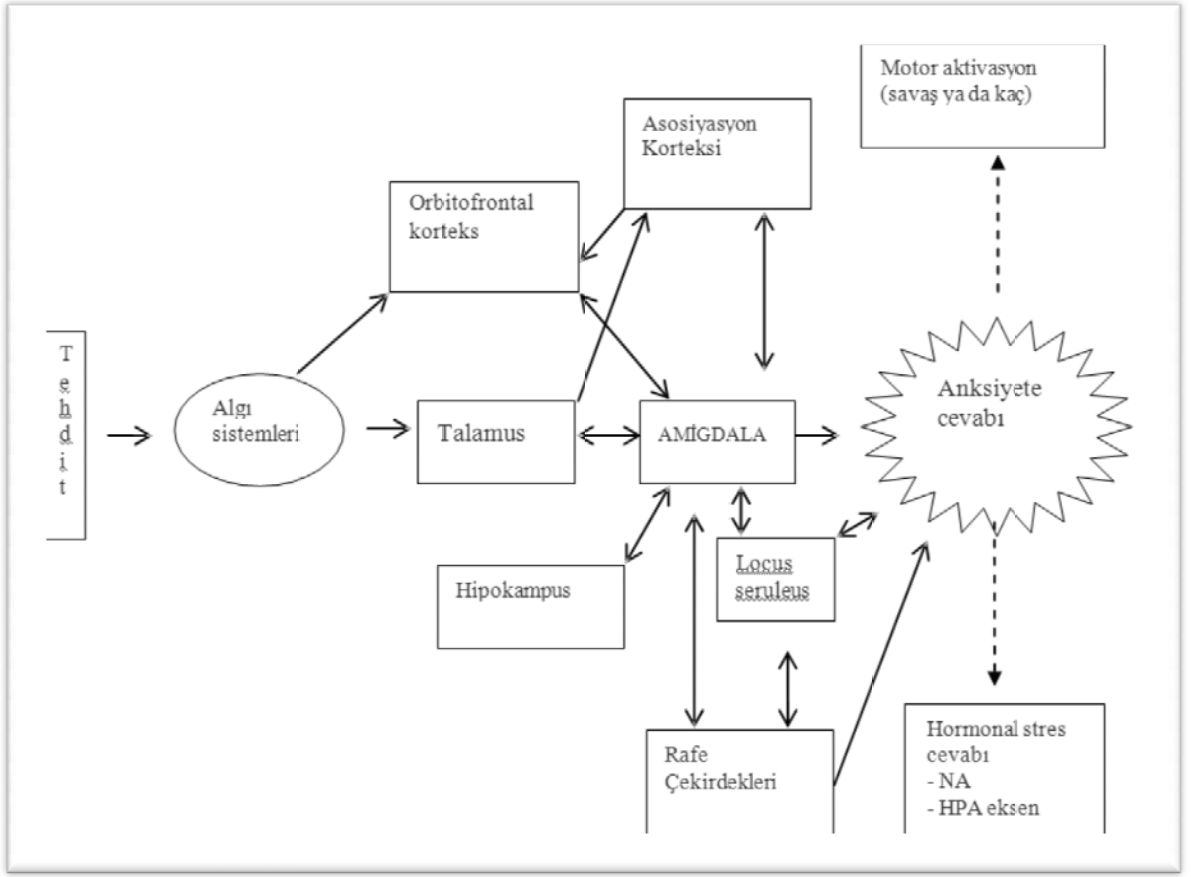 Motor aktivasyon
(savaş ya da kaç)
Asosiyasyon
Korteksi
Orbitofrontal
korteks
Tehdit
Algı
sistemleri
Talamus
AMİGDALA
Anksiyete
cevabı
Hipokampus
Locus
seruleus
Rafe
Çekirdekleri
Hormonal stres
cevabı
- NA
- HPA eksen